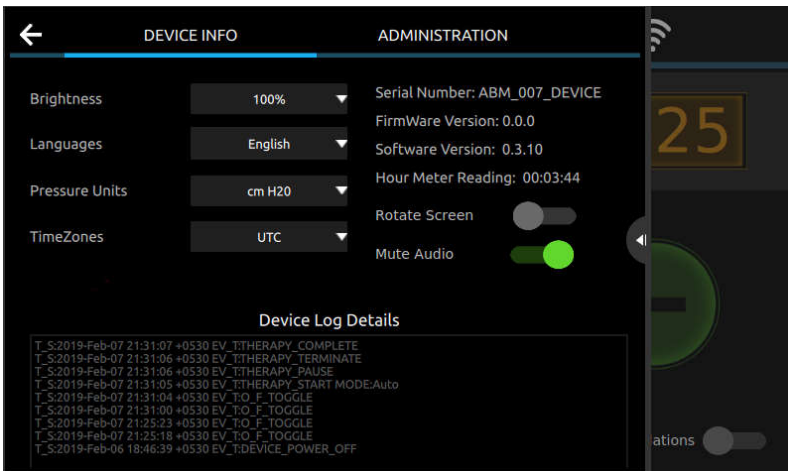 DEVICE INFO
ADMINISTRATION
Brightness
100%
Languages
English
Pressure Units
cm H20
TimeZones
UTC
Serial Number: ABM_007_DEVICE
FirmWare Version: 0.0.0
Software Version: 0.3.10
Hour Meter Reading: 00:03:44
Rotate Screen
Mute Audio
25
Device Log Details
T_S:2019-Feb-07 21:31:07 +0530 EV_T:THERAPY_COMPLETE
T_S:2019-Feb-07 21:31:06 +0530 EV_T:THERAPY_TERMINATE
T_S:2019-Feb-07 21:31:06 +0530 EV_T:THERAPY_PAUSE
T_S:2019-Feb-07 21:31:05 +0530 EV_T:THERAPY_START MODE:Auto
T_S:2019-Feb-07 21:31:04 +0530 EV_T:O_F_TOGGLE
T_S:2019-Feb-07 21:31:00 +0530 EV_T:O_F_TOGGLE
T_S:2019-Feb-07 21:25:23 +0530 EV_T:O_F_TOGGLE
T_S:2019-Feb-07 21:25:18 +0530 EV_T:O_F_TOGGLE
T_S:2019-Feb-06 18:46:39 +0530 EV_T:DEVICE_POWER_OFF
ations